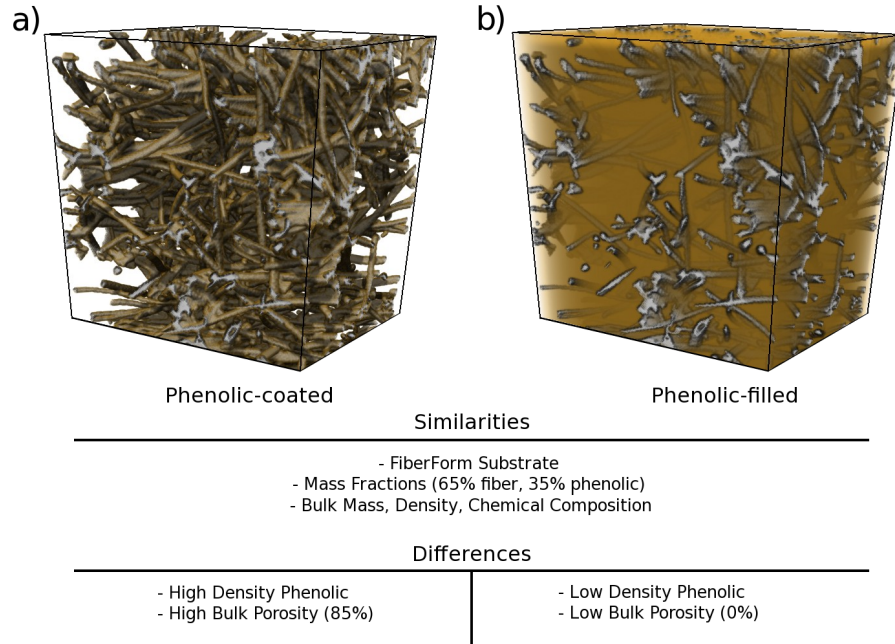 a)
b)
Phenolic-coated
Phenolic-filled
Similarities
- FiberForm Substrate
- Mass Fractions (65% fiber, 35% phenolic)
- Bulk Mass, Density, Chemical Composition
Differences
- High Density Phenolic
- High Bulk Porosity (85%)
- Low Density Phenolic
- Low Bulk Porosity (0%)